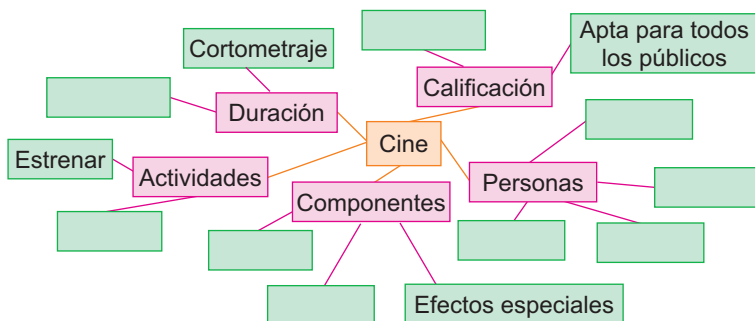 Cortometraje
Apta para todos
los públicos
Calificación
Duración
Cine
Estrenar
Actividades
Personas
Componentes
Efectos especiales